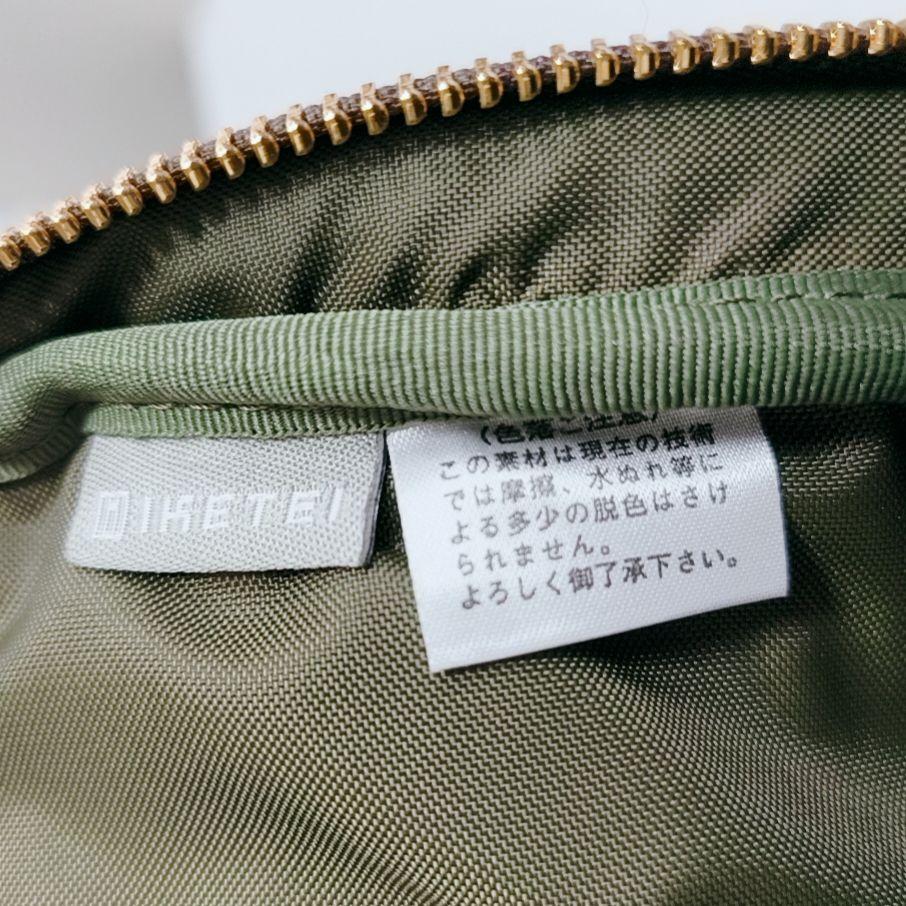 IKETEI
(色落ご注意)
この素材は現在の技術
では摩擦、水ぬれ等に
よる多少の脱色はさけ
られません。
よろしく御了承下さい。